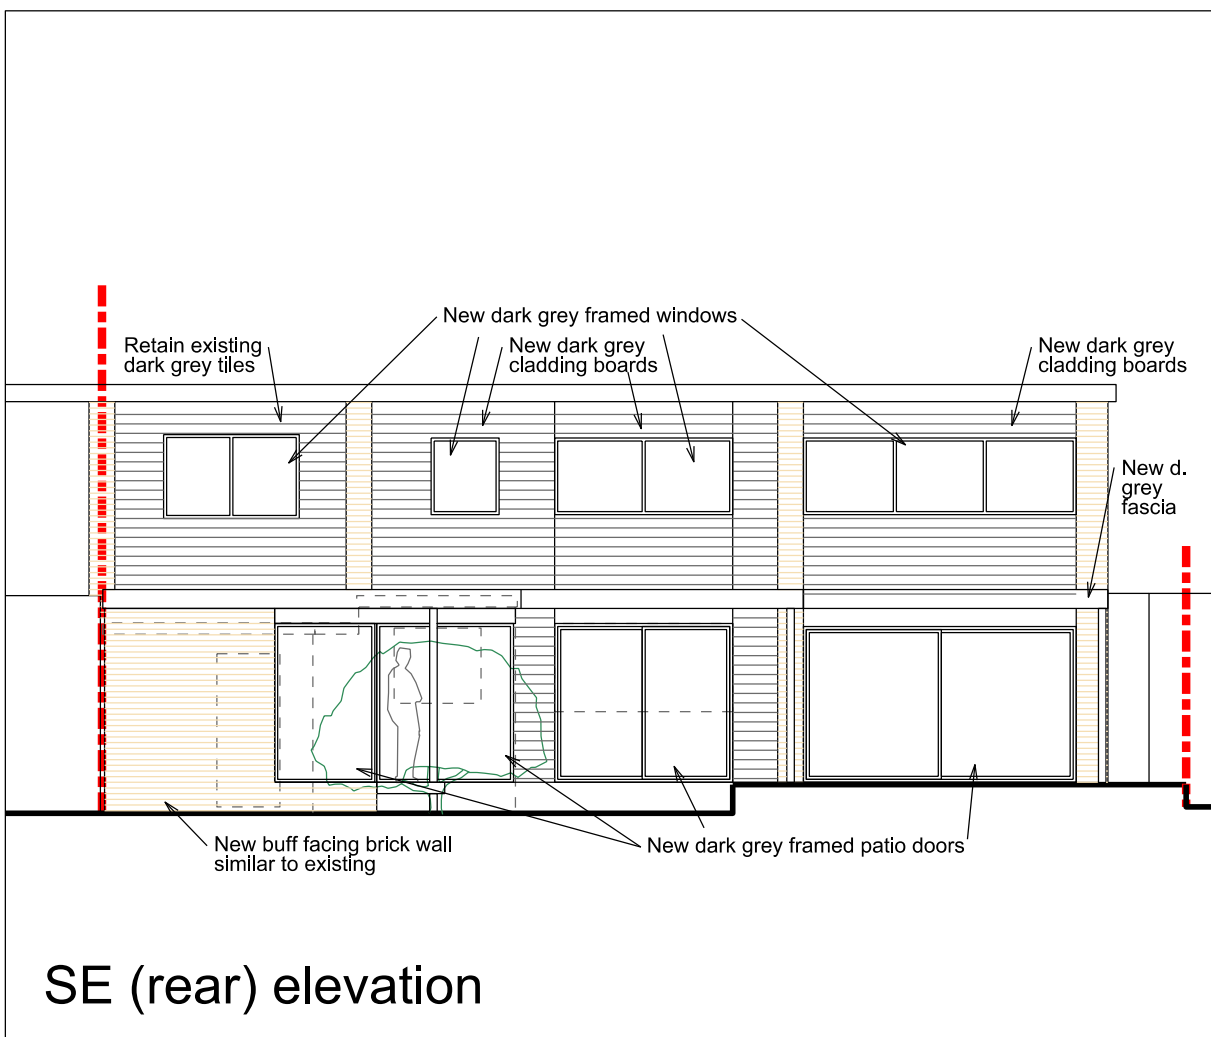 New dark grey framed windows
Retain existing
dark grey tiles
New dark grey
cladding boards
New dark grey
cladding boards
New d.
grey
fascia
New buff facing brick wall
similar to existing
New dark grey framed patio doors
SE (rear) elevation